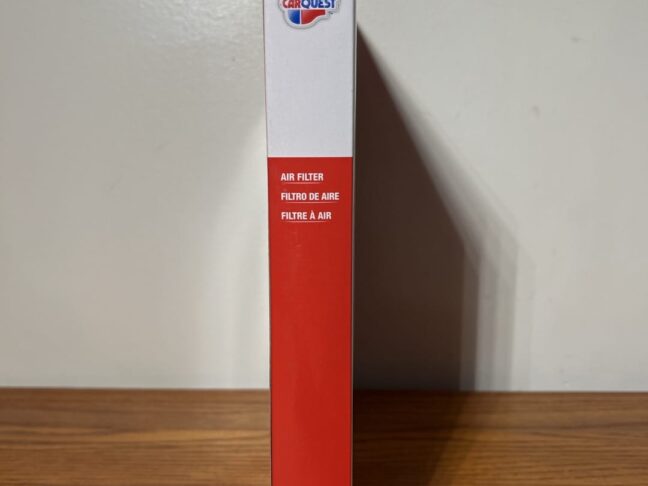 CARQUEST
AIR FILTER
FILTRO DE AIRE
FILTRE À AIR